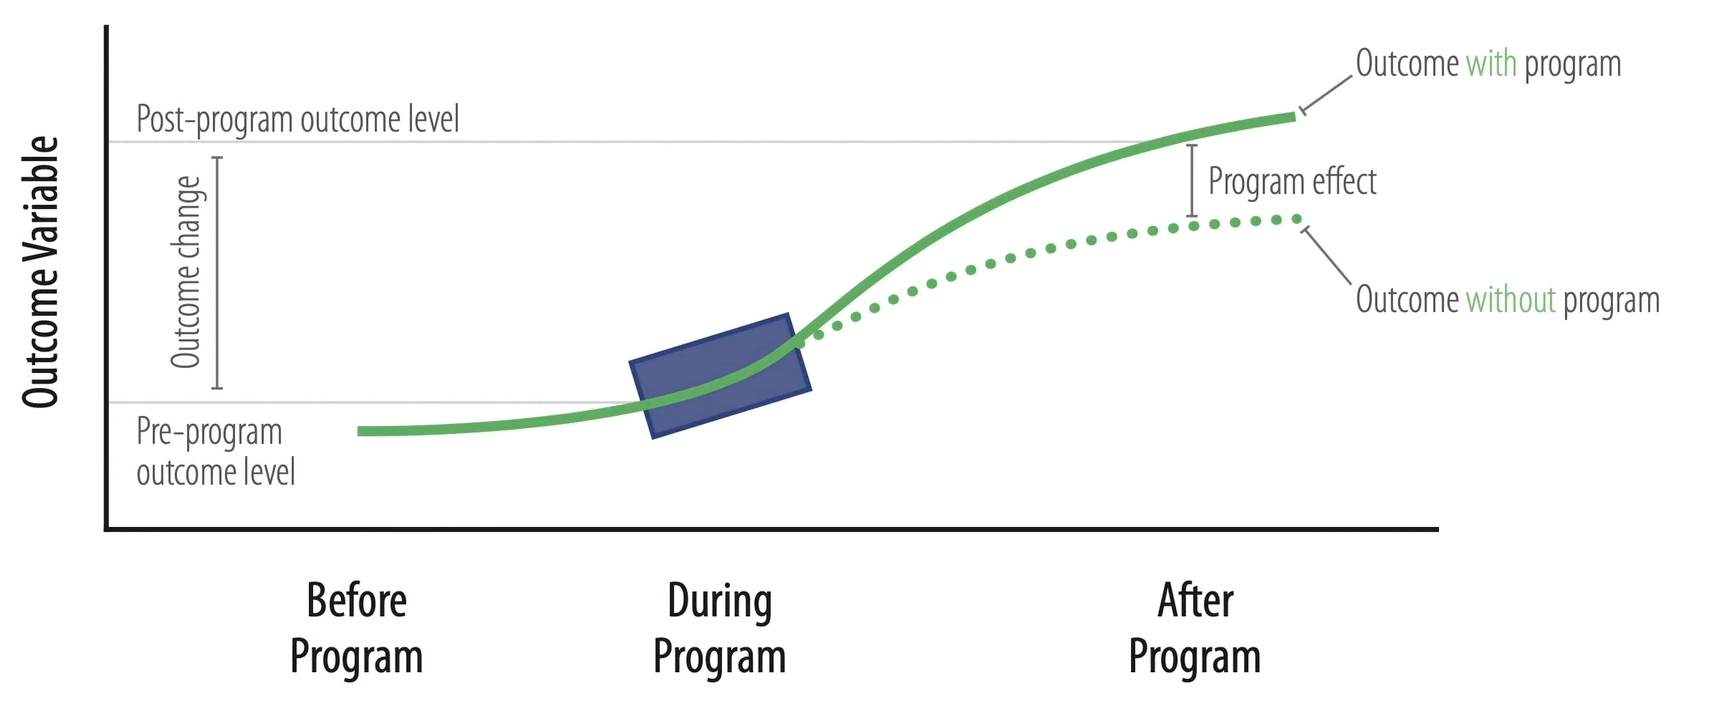 Outcome with program
Post-program outcome level
Outcome Variable
Outcome change
Program effect
Outcome without program
Pre-program
outcome level
Before
Program
During
Program
After
Program